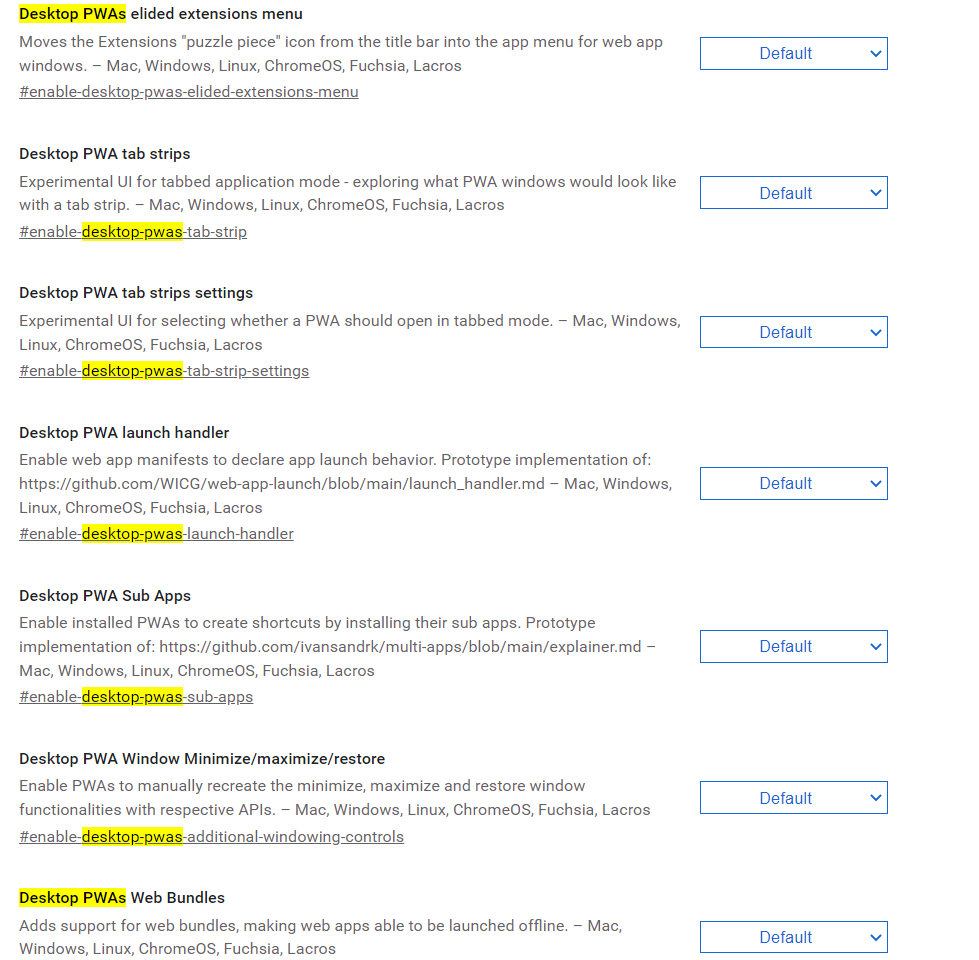 Desktop PWAs elided extensions menu
Moves the Extensions "puzzle piece" icon from the title bar into the app menu for web app
windows. – Mac, Windows, Linux, ChromeOS, Fuchsia, Lacros
Default
#enable-desktop-pwas-elided-extensions-menu
Desktop PWA tab strips
Experimental UI for tabbed application mode - exploring what PWA windows would look like
with a tab strip. – Mac, Windows, Linux, ChromeOS, Fuchsia, Lacros
Default
#enable-desktop-pwas-tab-strip
Desktop PWA tab strips settings
Experimental UI for selecting whether a PWA should open in tabbed mode. – Mac, Windows,
Linux, ChromeOS, Fuchsia, Lacros
Default
#enable-desktop-pwas-tab-strip-settings
Desktop PWA launch handler
Enable web app manifests to declare app launch behavior. Prototype implementation of:
https://github.com/WICG/web-app-launch/blob/main/launch_handler.md – Mac, Windows,
Linux, ChromeOS, Fuchsia, Lacros
Default
#enable-desktop-pwas-launch-handler
Desktop PWA Sub Apps
Enable installed PWAs to create shortcuts by installing their sub apps. Prototype
implementation of: https://github.com/ivansandrk/multi-apps/blob/main/explainer.md –
Mac, Windows, Linux, ChromeOS, Fuchsia, Lacros
Default
#enable-desktop-pwas-sub-apps
Desktop PWA Window Minimize/maximize/restore
Enable PWAs to manually recreate the minimize, maximize and restore window
functionalities with respective APIs. – Mac, Windows, Linux, ChromeOS, Fuchsia, Lacros
Default
#enable-desktop-pwas-additional-windowing-controls
Desktop PWAs Web Bundles
Adds support for web bundles, making web apps able to be launched offline. – Mac,
Windows, Linux, ChromeOS, Fuchsia, Lacros
Default